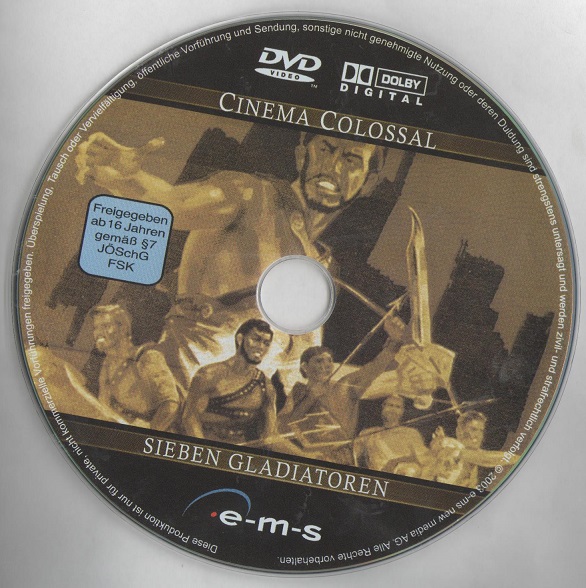 DVD
VIDEO
TM
DOLBY
DIGITAL
CINEMA COLOSSAL
Freigegeben
ab 16 Jahren
gemäß §7
JÖSchG
FSK
SIEBEN GLADIATOREN
e-m-s
Diese Produktion ist nur für private, nicht kommerzielle Vorführungen freigegeben. Überspielung, Tausch oder Vervielfältigung, öffentliche Vorführung und Sendung, sonstige nicht genehmigte Nutzung oder deren Duldung sind strengstens untersagt und werden zivil- und strafrechtlich verfolgt. © 2003 e-m-s new media AG. Alle Rechte vorbehalten.